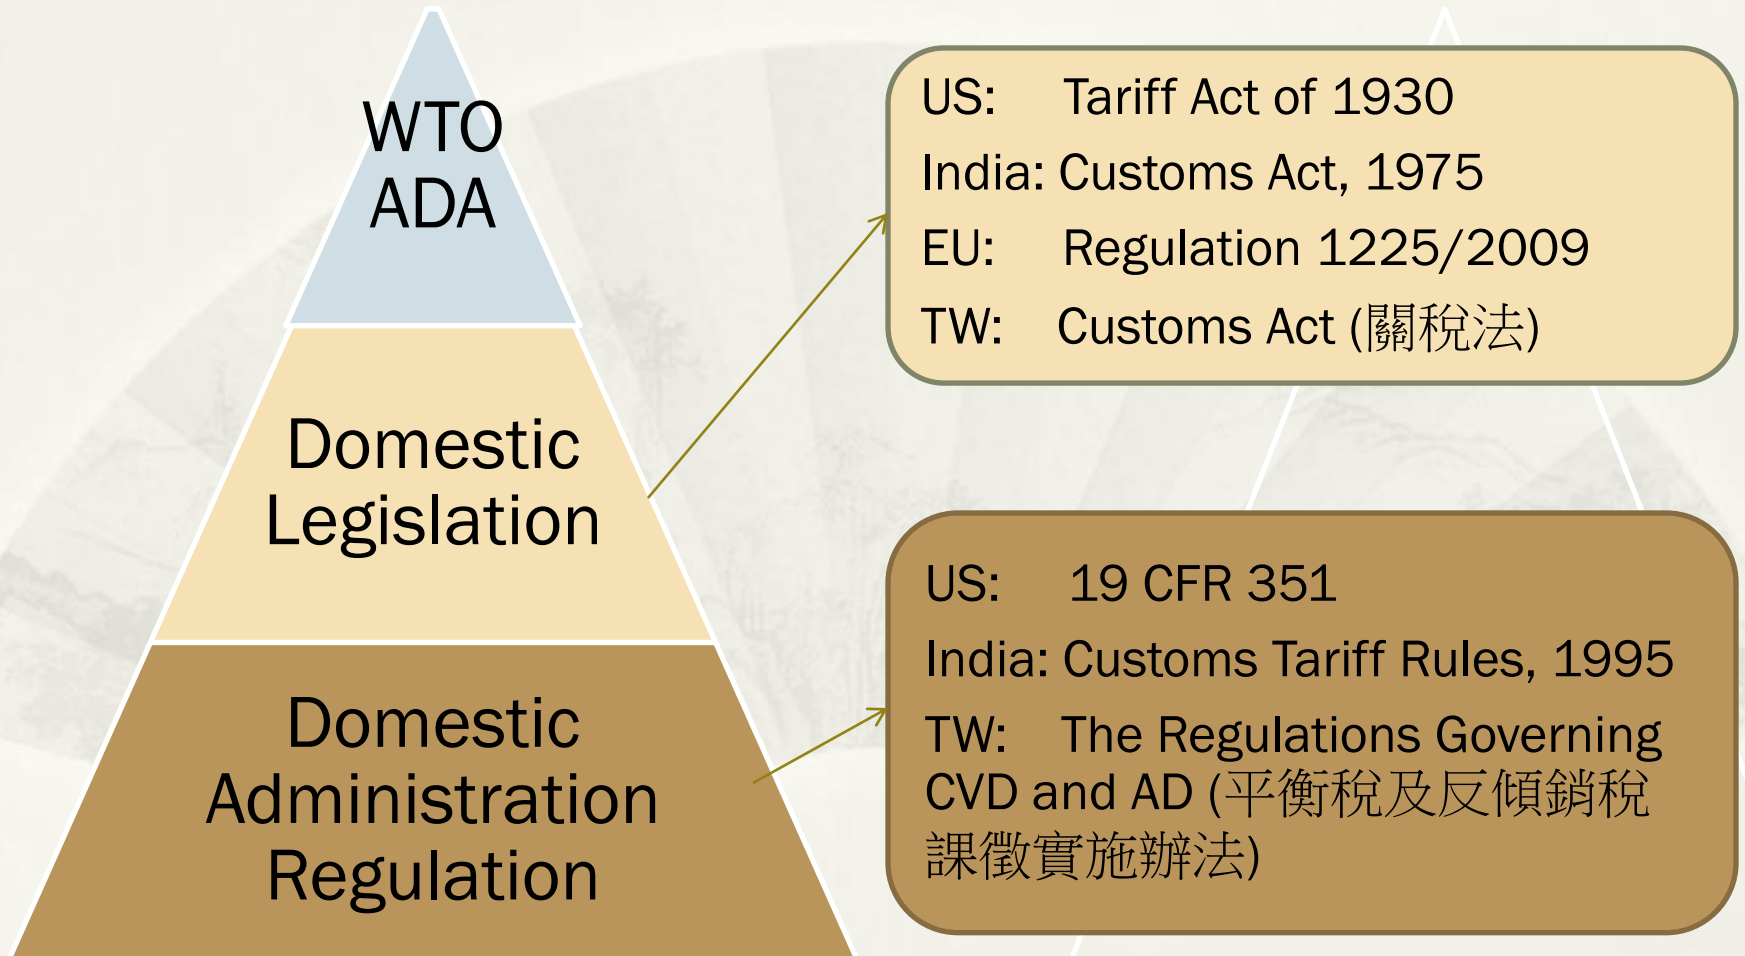 WTO
ADA
Domestic
Legislation
Domestic
Administration
Regulation
US: Tariff Act of 1930
India: Customs Act, 1975
EU: Regulation 1225/2009
TW: Customs Act (關稅法)
US: 19 CFR 351
India: Customs Tariff Rules, 1995
TW: The Regulations Governing
CVD and AD (平衡稅及反傾銷稅
課徵實施辦法)